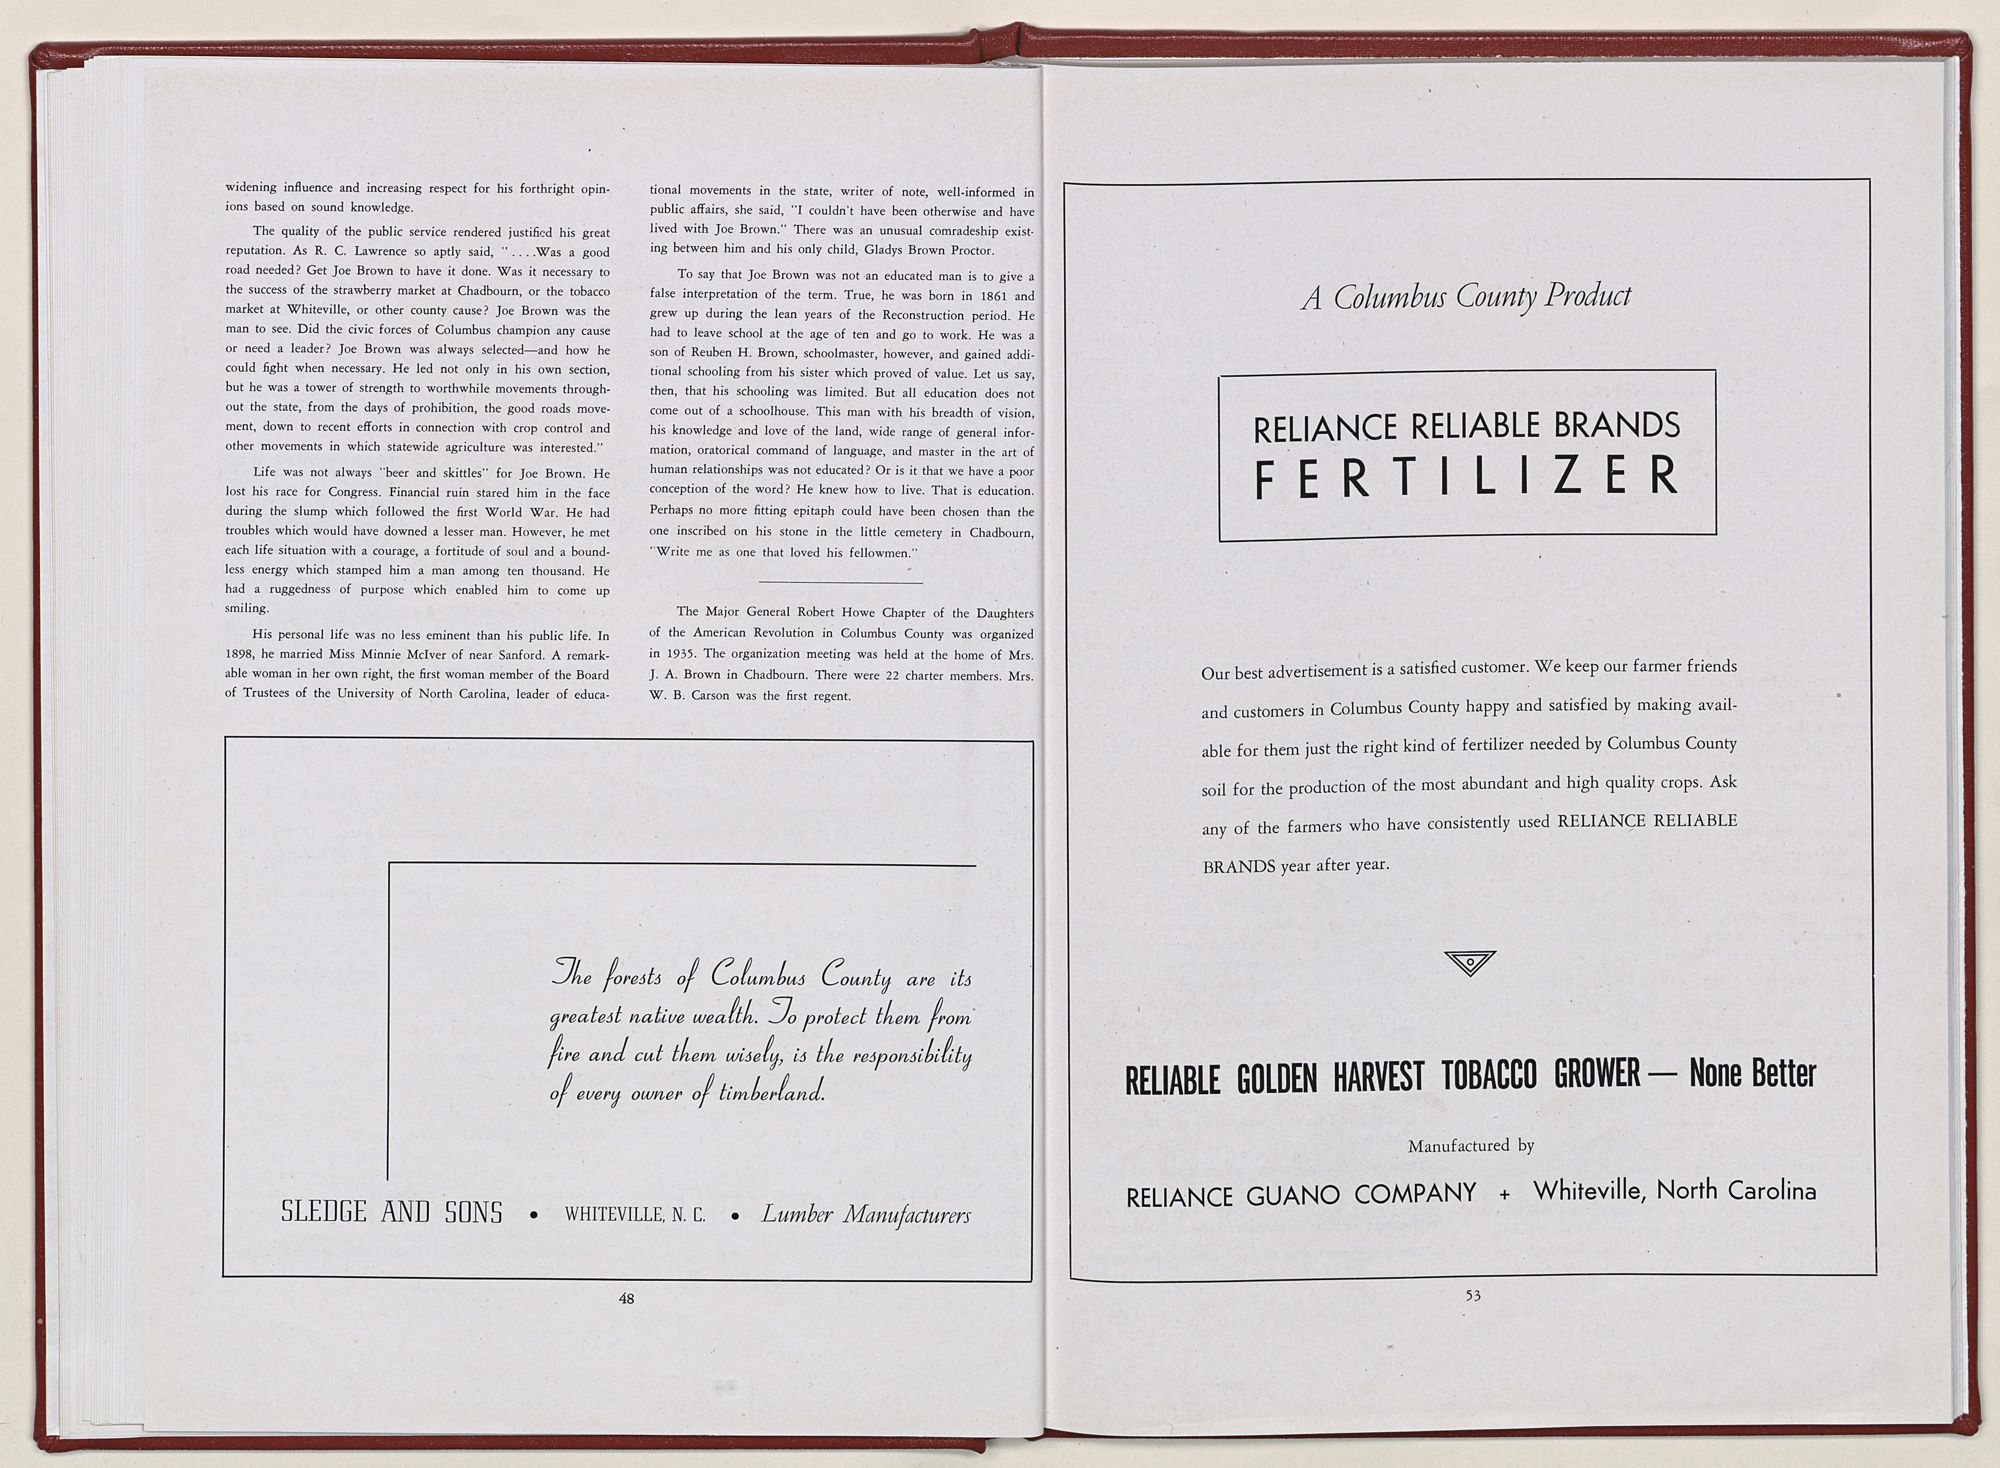 widening influence and increasing respect for his forthright opin-
ions based on sound knowledge.
The quality of the public service rendered justified his great
reputation. As R. C. Lawrence so aptly said, "....Was a good
road needed? Get Joe Brown to have it done. Was it necessary to
the success of the strawberry market at Chadbourn, or the tobacco
market at Whiteville, or other county cause? Joe Brown was the
man to see. Did the civic forces of Columbus champion any cause
or need a leader? Joe Brown was always selected—and how he
could fight when necessary. He led not only in his own section,
but he was a tower of strength to worthwhile movements through-
out the state, from the days of prohibition, the good roads move-
ment, down to recent efforts in connection with crop control and
other movements in which statewide agriculture was interested."
Life was not always "beer and skittles" for Joe Brown. He
lost his race for Congress. Financial ruin stared him in the face
during the slump which followed the first World War. He had
troubles which would have downed a lesser man. However, he met
each life situation with a courage, a fortitude of soul and a bound-
less energy which stamped him a man among ten thousand. He
had a ruggedness of purpose which enabled him to come up
smiling.
His personal life was no less eminent than his public life. In
1898, he married Miss Minnie McIver of near Sanford. A remark-
able woman in her own right, the first woman member of the Board
of Trustees of the University of North Carolina, leader of educa-
tional movements in the state, writer of note, well-informed in
public affairs, she said, "I couldn't have been otherwise and have
lived with Joe Brown." There was an unusual comradeship exist-
ing between him and his only child, Gladys Brown Proctor.
To say that Joe Brown was not an educated man is to give a
false interpretation of the term. True, he was born in 1861 and
grew up during the lean years of the Reconstruction period. He
had to leave school at the age of ten and go to work. He was a
son of Reuben H. Brown, schoolmaster, however, and gained addi-
tional schooling from his sister which proved of value. Let us say,
then, that his schooling was limited. But all education does not
come out of a schoolhouse. This man with his breadth of vision,
his knowledge and love of the land, wide range of general infor-
mation, oratorical command of language, and master in the art of
human relationships was not educated? Or is it that we have a poor
conception of the word? He knew how to live. That is education.
Perhaps no more fitting epitaph could have been chosen than the
one inscribed on his stone in the little cemetery in Chadbourn,
"Write me as one that loved his fellowmen."
The Major General Robert Howe Chapter of the Daughters
of the American Revolution in Columbus County was organized
in 1935. The organization meeting was held at the home of Mrs.
J. A. Brown in Chadbourn. There were 22 charter members. Mrs.
W. B. Carson was the first regent.
The forests of Columbus County are its
greatest native wealth. To protect them from
fire and cut them wisely, is the responsibility
of every owner of timberland.
SLEDGE AND SONS • WHITEVILLE, N. C. • Lumber Manufacturers
48
A Columbus County Product
RELIANCE RELIABLE BRANDS
FERTILIZER
Our best advertisement is a satisfied customer. We keep our farmer friends
and customers in Columbus County happy and satisfied by making avail-
able for them just the right kind of fertilizer needed by Columbus County
soil for the production of the most abundant and high quality crops. Ask
any of the farmers who have consistently used RELIANCE RELIABLE
BRANDS year after year.
RELIABLE GOLDEN HARVEST TOBACCO GROWER — None Better
Manufactured by
RELIANCE GUANO COMPANY + Whiteville, North Carolina
53